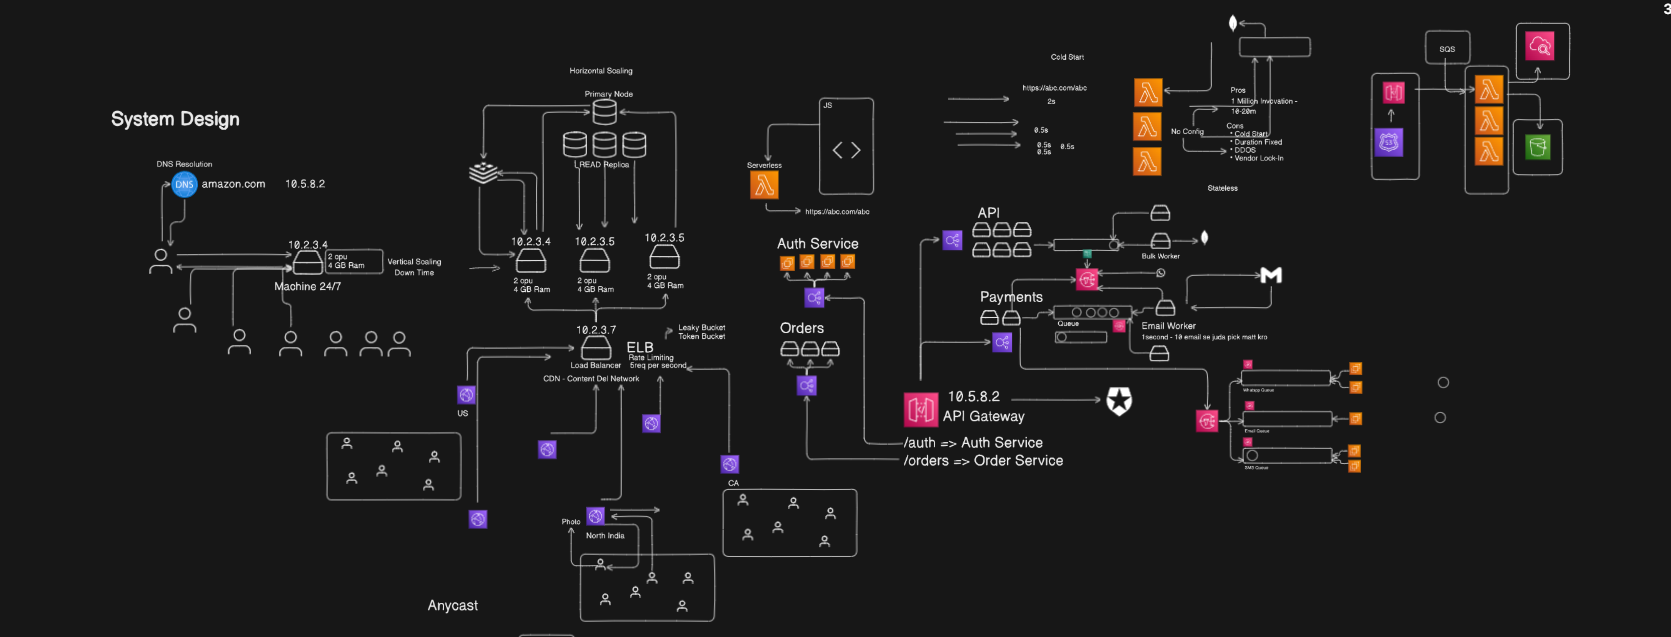 3
System Design
DNS Resolution
DNS
amazon.com
10.5.8.2
10.2.3.4
2 cpu
4 GB Ram
Machine 24/7
Vertical Scaling
Down Time
Horizontal Scaling
Primary Node
READ Replica
10.2.3.4
2 cpu
4 GB Ram
10.2.3.5
2 cpu
4 GB Ram
10.2.3.5
2 cpu
4 GB Ram
10.2.3.7
Load Balancer
ELB
Leaky Bucket
Token Bucket
Rate Limiting
5req per second
CDN - Content Del Network
US
CA
Photo
North India
Anycast
JS
Serverless
https://abc.com/abc
Auth Service
Orders
Cold Start
https://abc.com/abc
2s
0.5s
0.5s
0.5s
0.5s
No Config
Pros
1 Million Invovation -
10-20m
Cons
• Cold Start
• Duration Fixed
• DDOS
• Vendor Lock-In
Stateless
SQS
53
API
Bulk Worker
Payments
Queue
Email Worker
1second - 10 email se juda pick matt kro
10.5.8.2
API Gateway
/auth => Auth Service
/orders => Order Service
Whatsapp Queue
Email Queue
SMS Queue